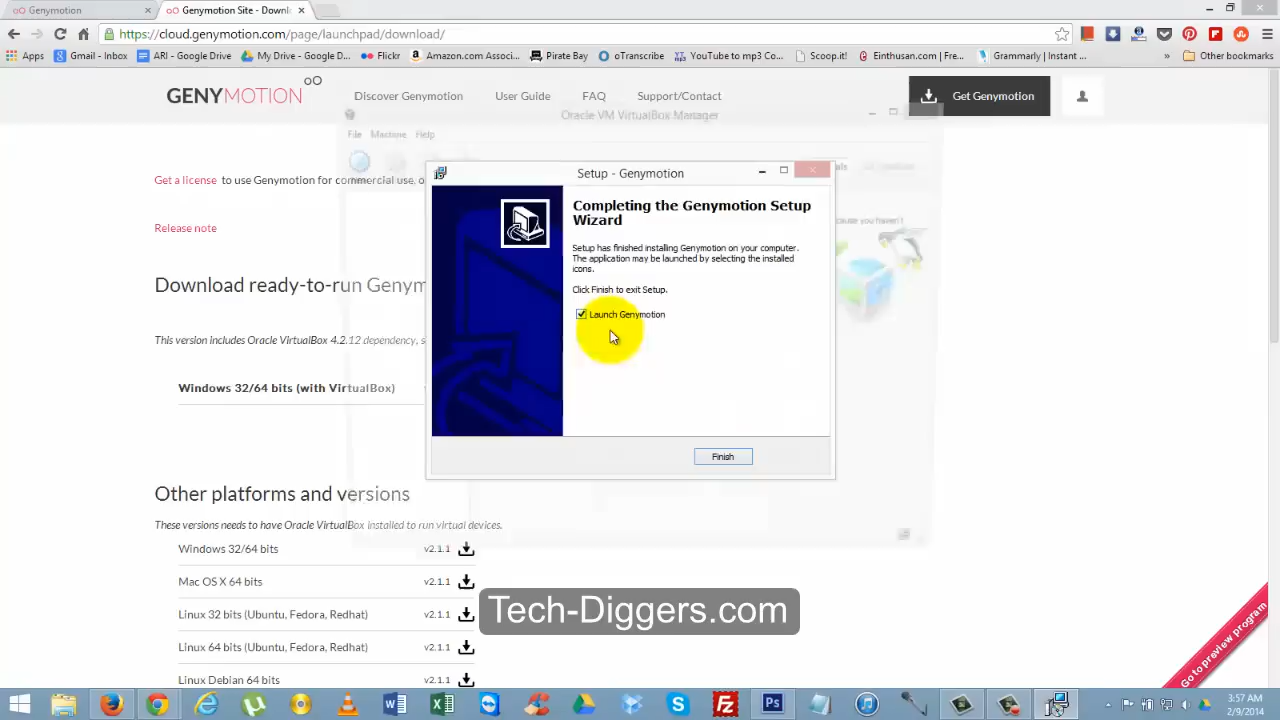 Genymotion
Genymotion Site - Downl
https://cloud.genymotion.com/page/launchpad/download/
Apps
Gmail - Inbox
ARI - Google Drive
My Drive - Google D...
Flickr
Amazon.com Associ...
Pirate Bay
oTranscribe
YouTube to mp3 Co...
Scoop.it!
Einthusan.com | Fre...
Grammarly | Instant ...
»
Other bookmarks
GENYMOTION
Discover Genymotion
User Guide
FAQ
Support/Contact
Get Genymotion
Oracle VM VirtualBox Manager
File Machine Help
Get a license to use Genymotion for commercial use, o
Release note
Download ready-to-run Genym
This version includes Oracle VirtualBox 4.2.12 dependency, s
Windows 32/64 bits (with VirtualBox)
Setup - Genymotion
Completing the Genymotion Setup
Wizard
Setup has finished installing Genymotion on your computer.
The application may be launched by selecting the installed
icons.
Click Finish to exit Setup.
Launch Genymotion
Finish
because you haven't
Other platforms and versions
These versions needs to have Oracle VirtualBox installed to run virtual devices.
Windows 32/64 bits v2.1.1
Mac OS X 64 bits v2.1.1
Linux 32 bits (Ubuntu, Fedora, Redhat) v2.1.1
Linux 64 bits (Ubuntu, Fedora, Redhat) v2.1.1
Linux Debian 64 bits v2.1.1
Tech-Diggers.com
Go to preview program
3:57 AM
2/9/2014